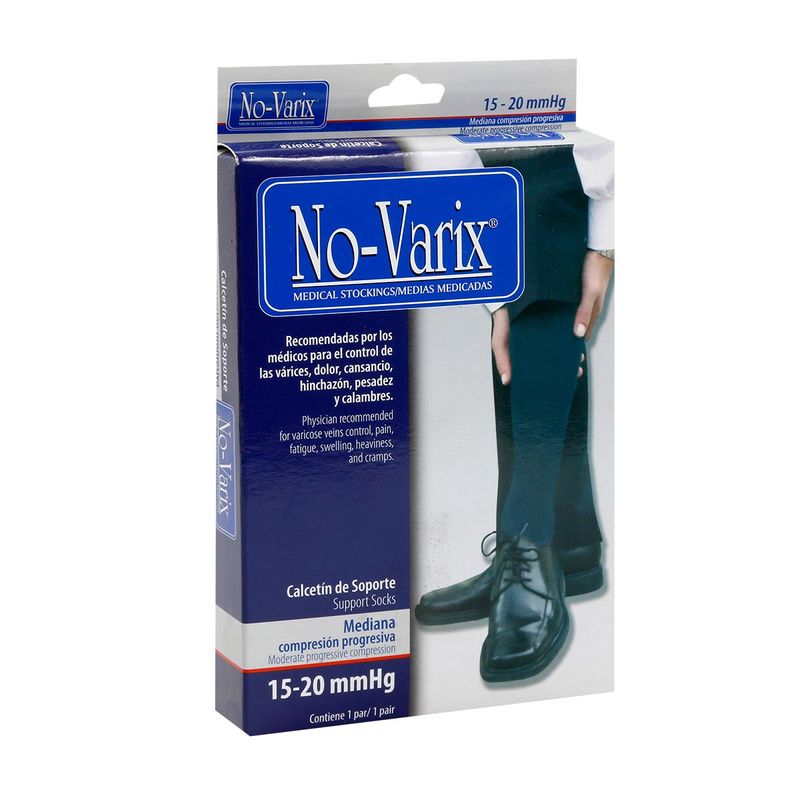 No-Varix
MEDICAL STOCKINGS/MEDIAS MEDICADAS
15 - 20 mmHg
Mediana compresión progresiva
Moderate progressive compression
Calcetín de Soporte
No-Varix®
MEDICAL STOCKINGS/MEDIAS MEDICADAS
Recomendadas por los
médicos para el control de
las várices, dolor, cansancio,
hinchazón, pesadez
y calambres.
Physician recommended
for varicose veins control, pain,
fatigue, swelling, heaviness,
and cramps.
Calcetín de Soporte
Support Socks
Mediana
compresión progresiva
Moderate progressive compression
15-20 mmHg
Contiene 1 par/ 1 pair
Calcetín de Soporte
No-Varix